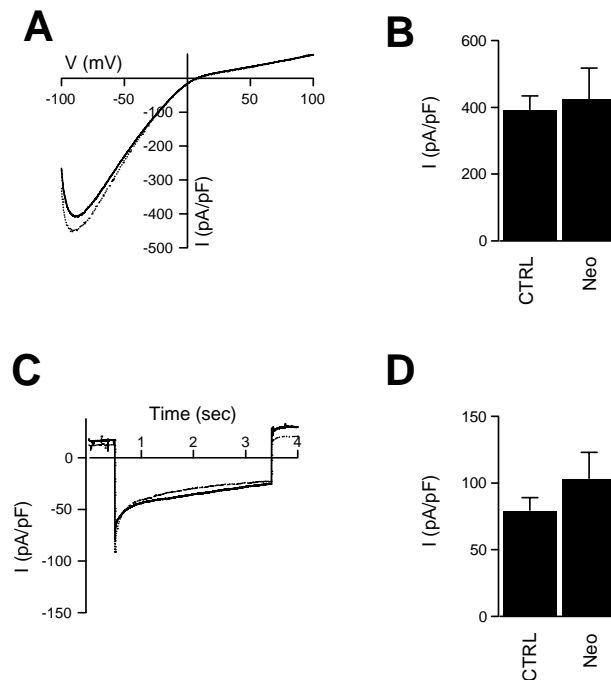 A
V (mV)
-100
-50
50
100
-100
-200
-300
-400
-500
I (pA/pF)
B
600
400
200
0
I (pA/pF)
CTRL
Neo
C
Time (sec)
0
1
2
3
4
-50
-100
-150
I (pA/pF)
D
150
100
50
0
I (pA/pF)
CTRL
Neo